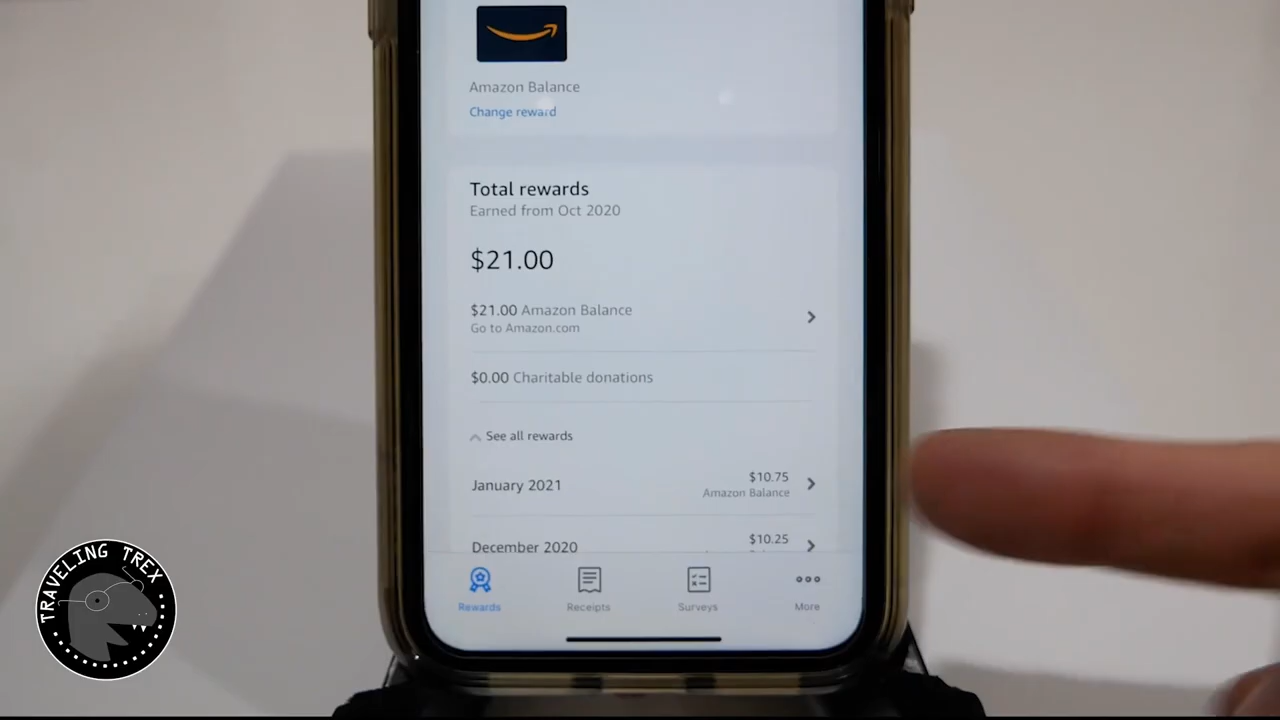 Amazon Balance
Change reward
Total rewards
Earned from Oct 2020
$21.00
$21.00 Amazon Balance
Go to Amazon.com
$0.00 Charitable donations
See all rewards
January 2021
$10.75
Amazon Balance
December 2020
$10.25
Rewards
Receipts
Surveys
More
TRAVELING TREX